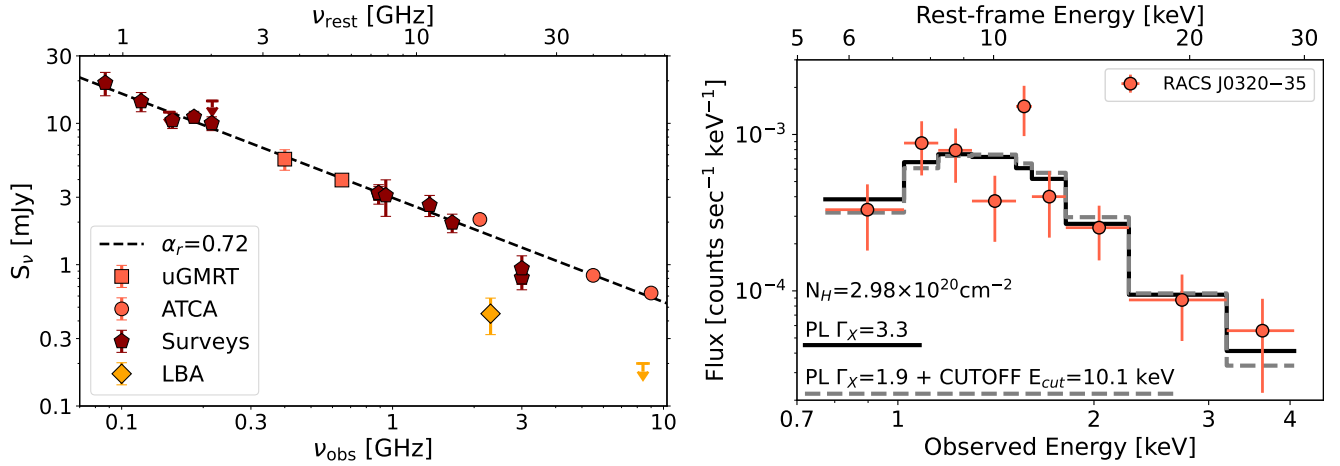 ν_rest [GHz]
1 3 10 30
30
10
3
1
0.3
0.1
S_ν [mJy]
α_r=0.72
uGMRT
ATCA
Surveys
LBA
0.1 0.3 1 3 10
ν_obs [GHz]
Rest-frame Energy [keV]
5 6 10 20 30
10⁻³
10⁻⁴
Flux [counts sec⁻¹ keV⁻¹]
RACS J0320−35
N_H=2.98×10²⁰cm⁻²
PL Γ_X=3.3
PL Γ_X=1.9 + CUTOFF E_cut=10.1 keV
0.7 1 2 3 4
Observed Energy [keV]